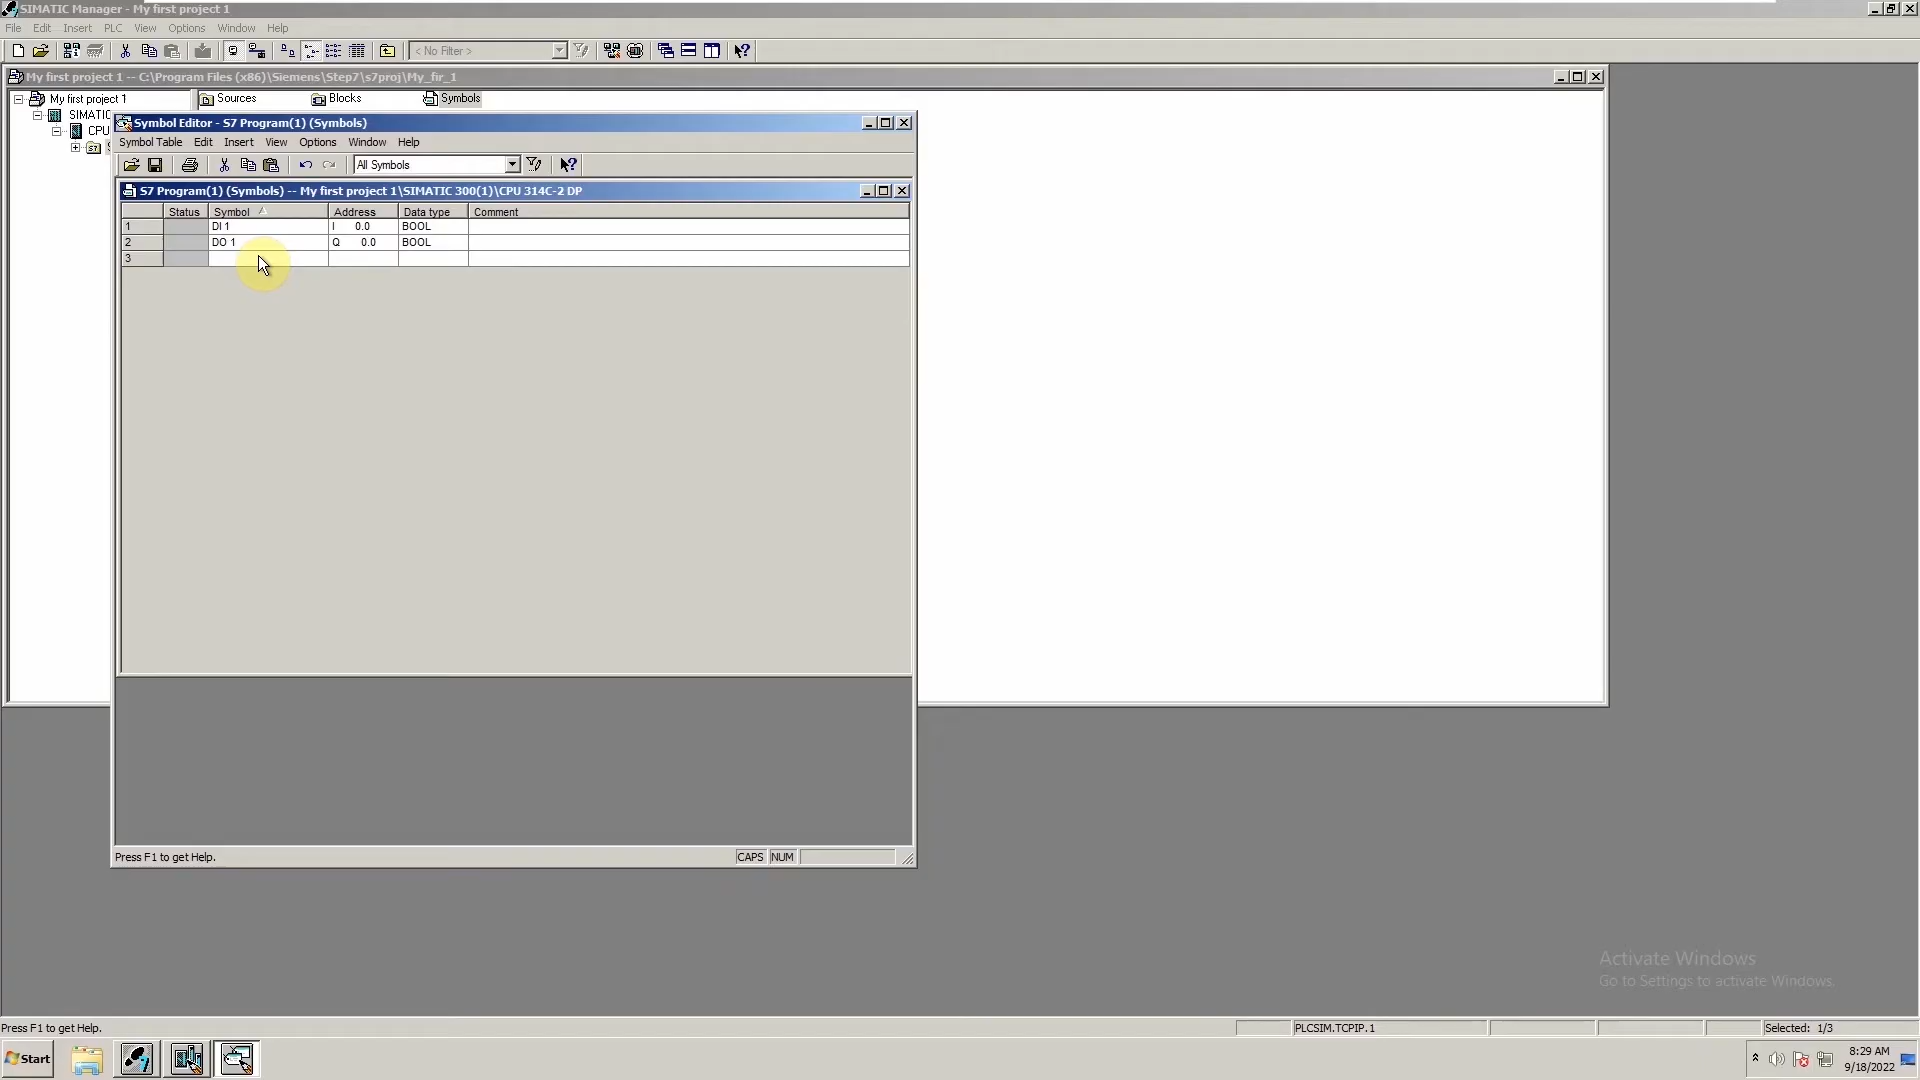 SIMATIC Manager - My first project 1
File Edit Insert PLC View Options Window Help
< No Filter >
My first project 1 -- C:\Program Files (x86)\Siemens\Step7\s7proj\My_fir_1
My first project 1 Sources Blocks Symbols
SIMATIC
CPU
Symbol Editor - S7 Program(1) (Symbols)
Symbol Table Edit Insert View Options Window Help
All Symbols
S7 Program(1) (Symbols) -- My first project 1\SIMATIC 300(1)\CPU 314C-2 DP
Status Symbol Address Data type Comment
1 DI 1 I 0.0 BOOL
2 DO 1 Q 0.0 BOOL
3
Press F1 to get Help. CAPS NUM
Activate Windows
Go to Settings to activate Windows.
Press F1 to get Help. PLCSIM.TCPIP.1 Selected: 1/3
Start 8:29 AM
9/18/2022